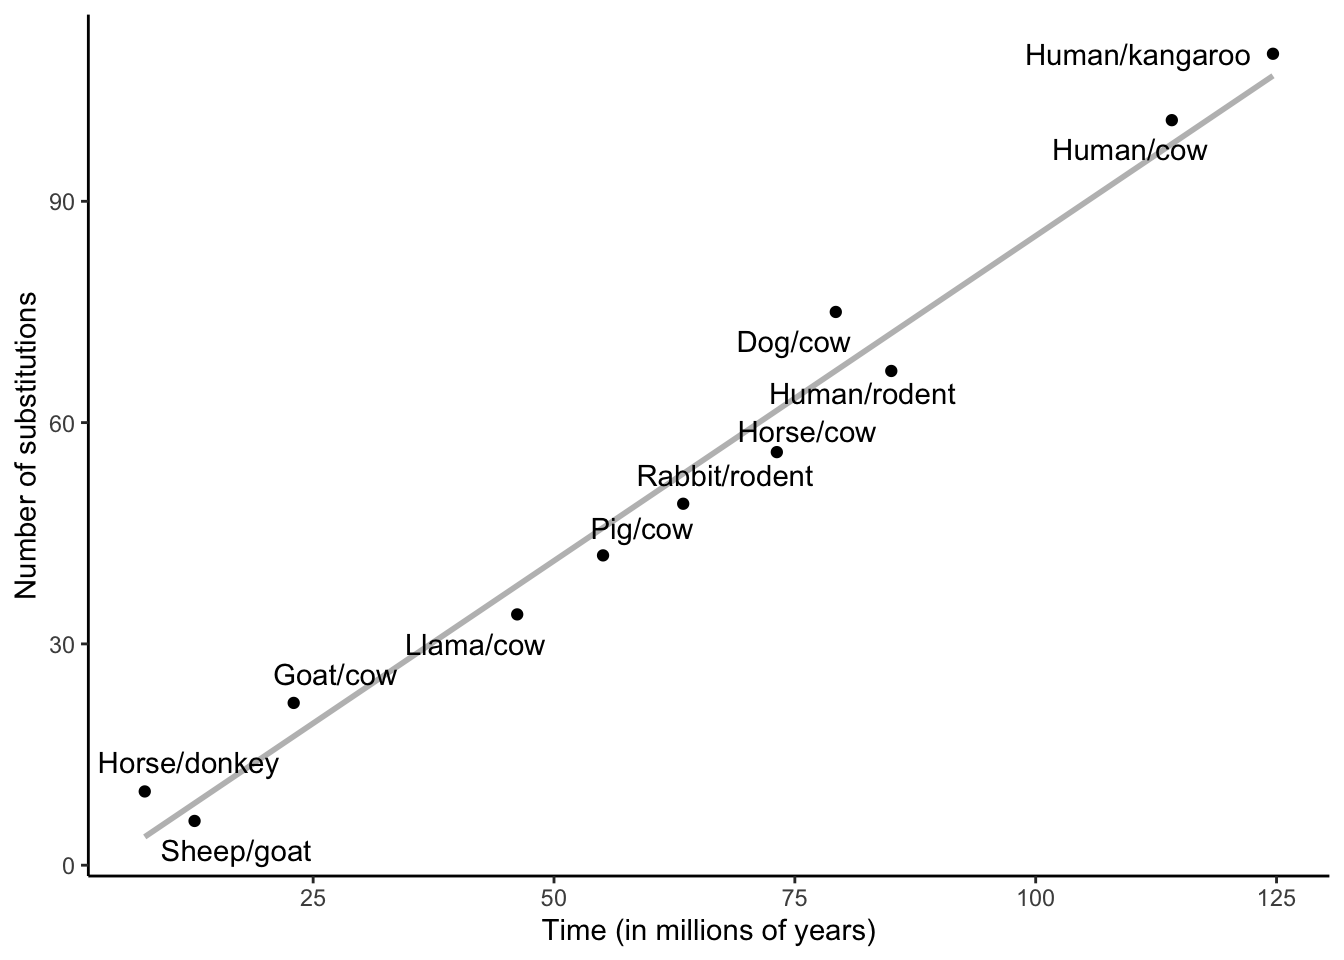 Human/kangaroo
Human/cow
90
Dog/cow
Human/rodent
60
Horse/cow
Rabbit/rodent
Pig/cow
30
Llama/cow
Goat/cow
Horse/donkey
Sheep/goat
0
25 50 75 100 125
Time (in millions of years)
Number of substitutions